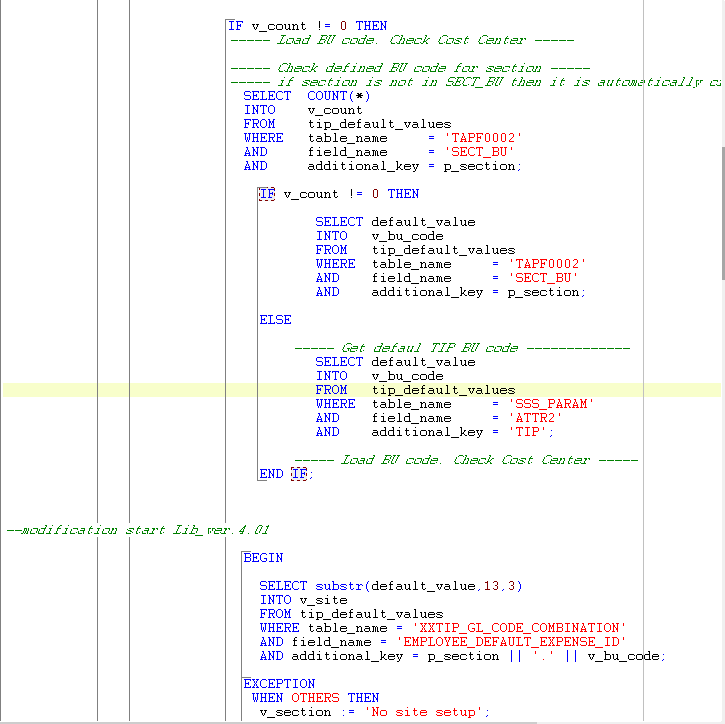 IF v_count != 0 THEN
----- Load BU code. Check Cost Center -----
----- Check defined BU code for section -----
----- if section is not in SECT_BU then it is automatically
SELECT COUNT(*)
INTO v_count
FROM tip_default_values
WHERE table_name = 'TAPF0002'
AND field_name = 'SECT_BU'
AND additional_key = p_section;
IF v_count != 0 THEN
SELECT default_value
INTO v_bu_code
FROM tip_default_values
WHERE table_name = 'TAPF0002'
AND field_name = 'SECT_BU'
AND additional_key = p_section;
ELSE
----- Get defaul TIP BU code -------------
SELECT default_value
INTO v_bu_code
FROM tip_default_values
WHERE table_name = 'SSS_PARAM'
AND field_name = 'ATTR2'
AND additional_key = 'TIP';
----- Load BU code. Check Cost Center -----
END IF;
--modification start Lib_ver.4.01
BEGIN
SELECT substr(default_value,13,3)
INTO v_site
FROM tip_default_values
WHERE table_name = 'XXTIP_GL_CODE_COMBINATION'
AND field_name = 'EMPLOYEE_DEFAULT_EXPENSE_ID'
AND additional_key = p_section || '.' || v_bu_code;
EXCEPTION
WHEN OTHERS THEN
v_section := 'No site setup';